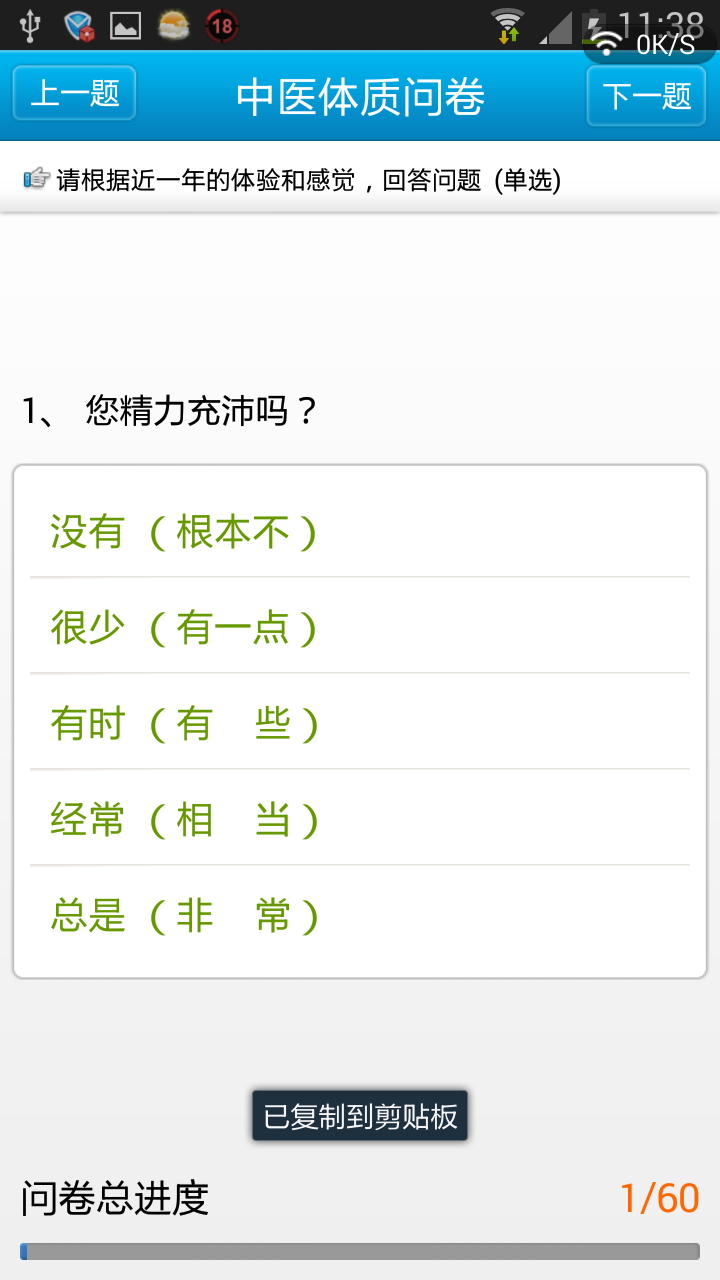 18
11:38
0K/S
上一题
中医体质问卷
下一题
请根据近一年的体验和感觉，回答问题 (单选)
1、 您精力充沛吗？
没有 （根本不）
很少 （有一点）
有时 （有　些）
经常 （相　当）
总是 （非　常）
已复制到剪贴板
问卷总进度
1/60